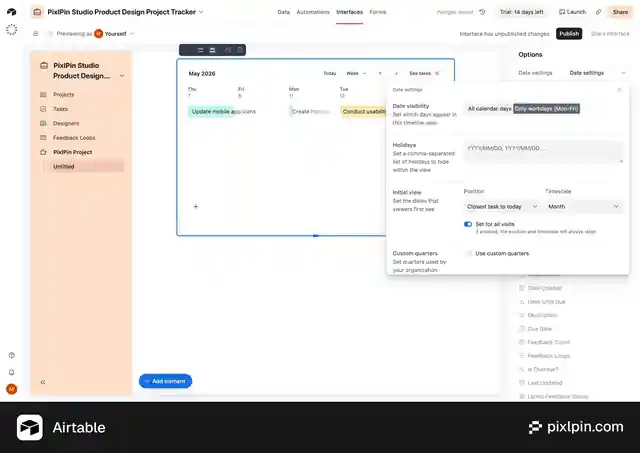 PixlPin Studio Product Design Project Tracker
Data
Automations
Interfaces
Forms
Trial: 14 days left
Launch
Share
Previewing as
M
Yourself
Interface has unpublished changes
Publish
Share interface
PixlPin Studio
Product Design...
Projects
Tasks
Designers
Feedback Loops
PixlPin Project
Untitled
May 2026
Today
Week
See tasks
Thu
Fri
Mon
Tue
7
8
11
12
Update mobile app icons
Conduct usability
Add element
Options
Date settings
Date settings
Date settings
Date visibility
Set which days appear in
this timeline view.
All calendar days
Only workdays (Mon-Fri)
Holidays
Set a comma-separated
list of holidays to hide
within the view
YYYY/MM/DD, YYYY/MM/DD ...
Initial view
Set the dates that
viewers first see
Position
Timescale
Closest task to today
Month
Set for all visits
Custom quarters
Set quarters used by
your organization
Use custom quarters
Date Created
Due Date
Feedback Count
Feedback Loops
Is Overdue?
Last Updated
M
Airtable
pixlpin.com